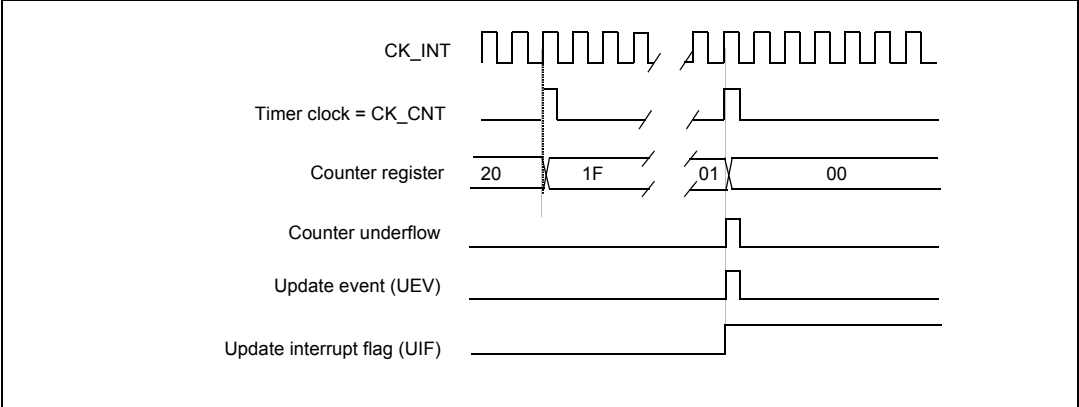 CK_INT
Timer clock = CK_CNT
Counter register 20 1F 01 00
Counter underflow
Update event (UEV)
Update interrupt flag (UIF)